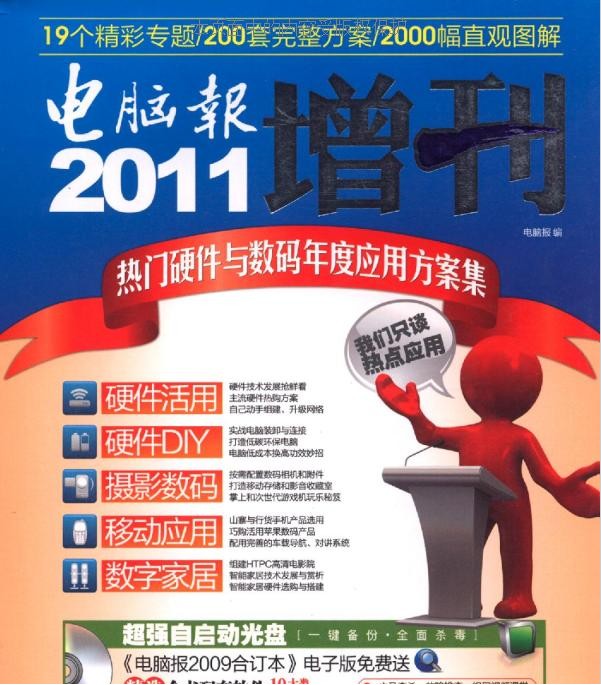 本页面中的内容受版权保护
19个精彩专题/200套完整方案/2000幅直观图解
电脑報
2011
增刊
电脑报 编
热门硬件与数码年度应用方案集
我们只谈
热点应用
硬件活用
硬件技术发展抢鲜看
主流硬件热购方案
自己动手组建、升级网络
硬件DIY
实战电脑装卸与连接
打造低碳环保电脑
电脑低成本换高功效妙招
摄影数码
按需配置数码相机和附件
打造移动存储和影音收藏室
掌上和次世代游戏机玩乐秘笈
移动应用
山寨与行货手机产品选用
巧购活用苹果数码产品
配用完善的车载导航、对讲系统
数字家居
组建HTPC高清电影院
智能家居技术发展与赏析
智能家居硬件选购与搭建
超强自启动光盘 [一键备份·全面杀毒]
《电脑报2009合订本》电子版免费送